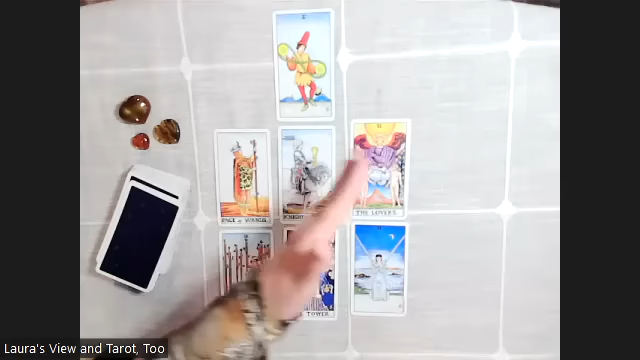 PAGE of WANDS.
KNIGHT
THE LOVERS.
TOWER
Laura's View and Tarot, Too